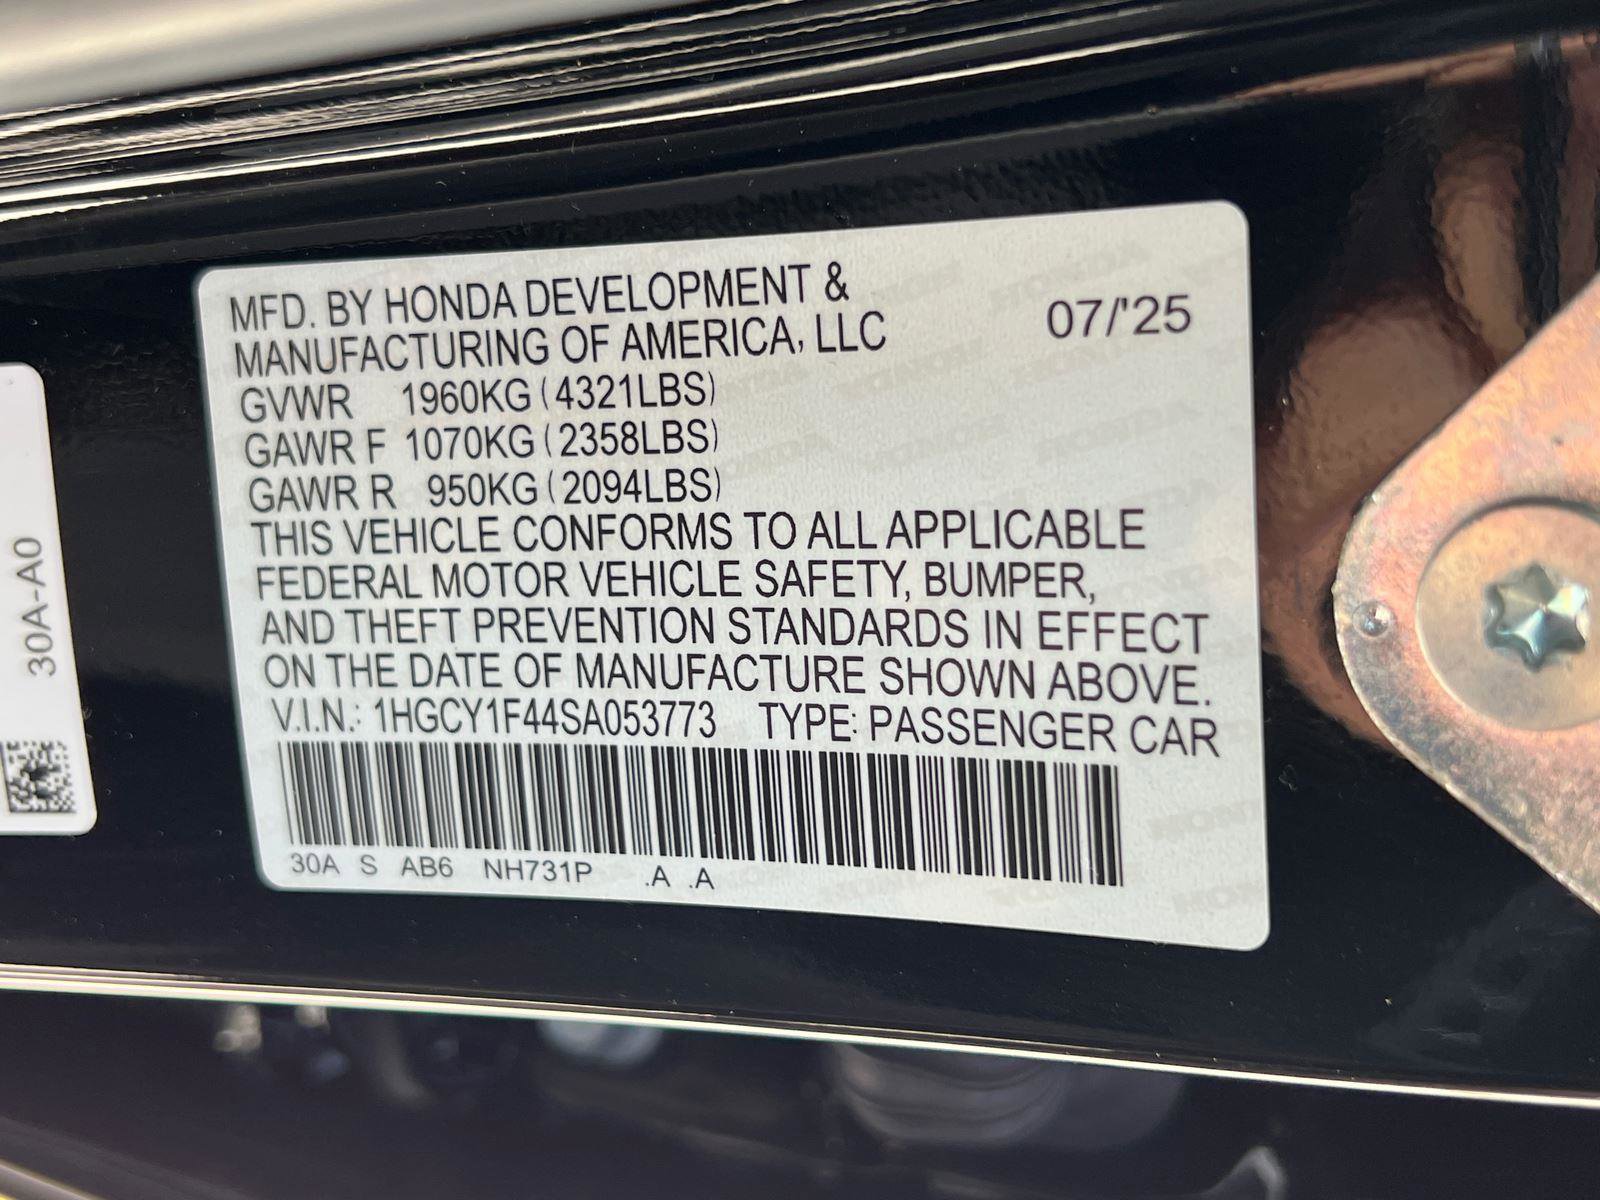 MFD. BY HONDA DEVELOPMENT &
MANUFACTURING OF AMERICA, LLC
07/'25
GVWR 1960KG (4321LBS)
GAWR F 1070KG (2358LBS)
GAWR R 950KG (2094LBS)
THIS VEHICLE CONFORMS TO ALL APPLICABLE
FEDERAL MOTOR VEHICLE SAFETY, BUMPER,
AND THEFT PREVENTION STANDARDS IN EFFECT
ON THE DATE OF MANUFACTURE SHOWN ABOVE.
V.I.N.: 1HGCY1F44SA053773 TYPE: PASSENGER CAR
30A S AB6 NH731P .A .A
30A-A0